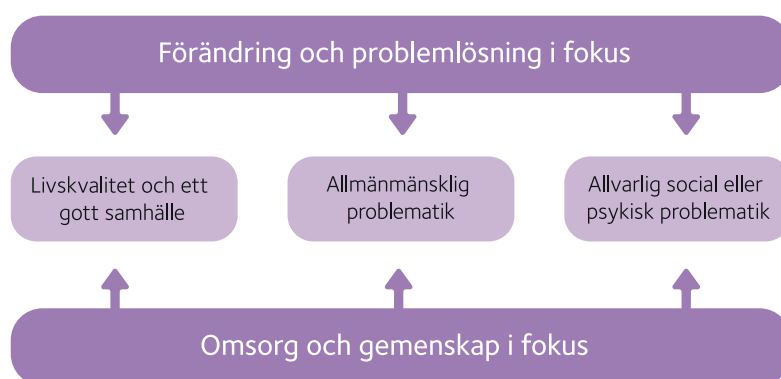 Förändring och problemlösning i fokus
Livskvalitet och ett
gott samhälle
Allmänmänsklig
problematik
Allvarlig social eller
psykisk problematik
Omsorg och gemenskap i fokus